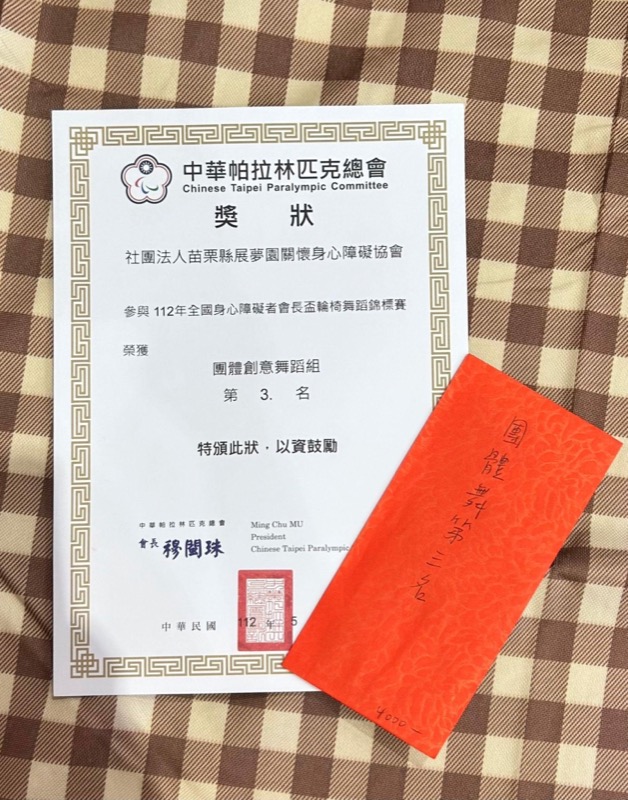 中華帕拉林匹克總會
Chinese Taipei Paralympic Committee
獎 狀
社團法人苗栗縣展夢園關懷身心障礙協會
參與 112年全國身心障礙者會長盃輪椅舞蹈錦標賽
榮獲
團體創意舞蹈組
第 3. 名
特頒此狀,以資鼓勵
中華帕拉林匹克總會
會長 穆閩珠
Ming Chu MU
President
Chinese Taipei Paralympic
中華民國 112 年 5
團體舞第三名
4000—